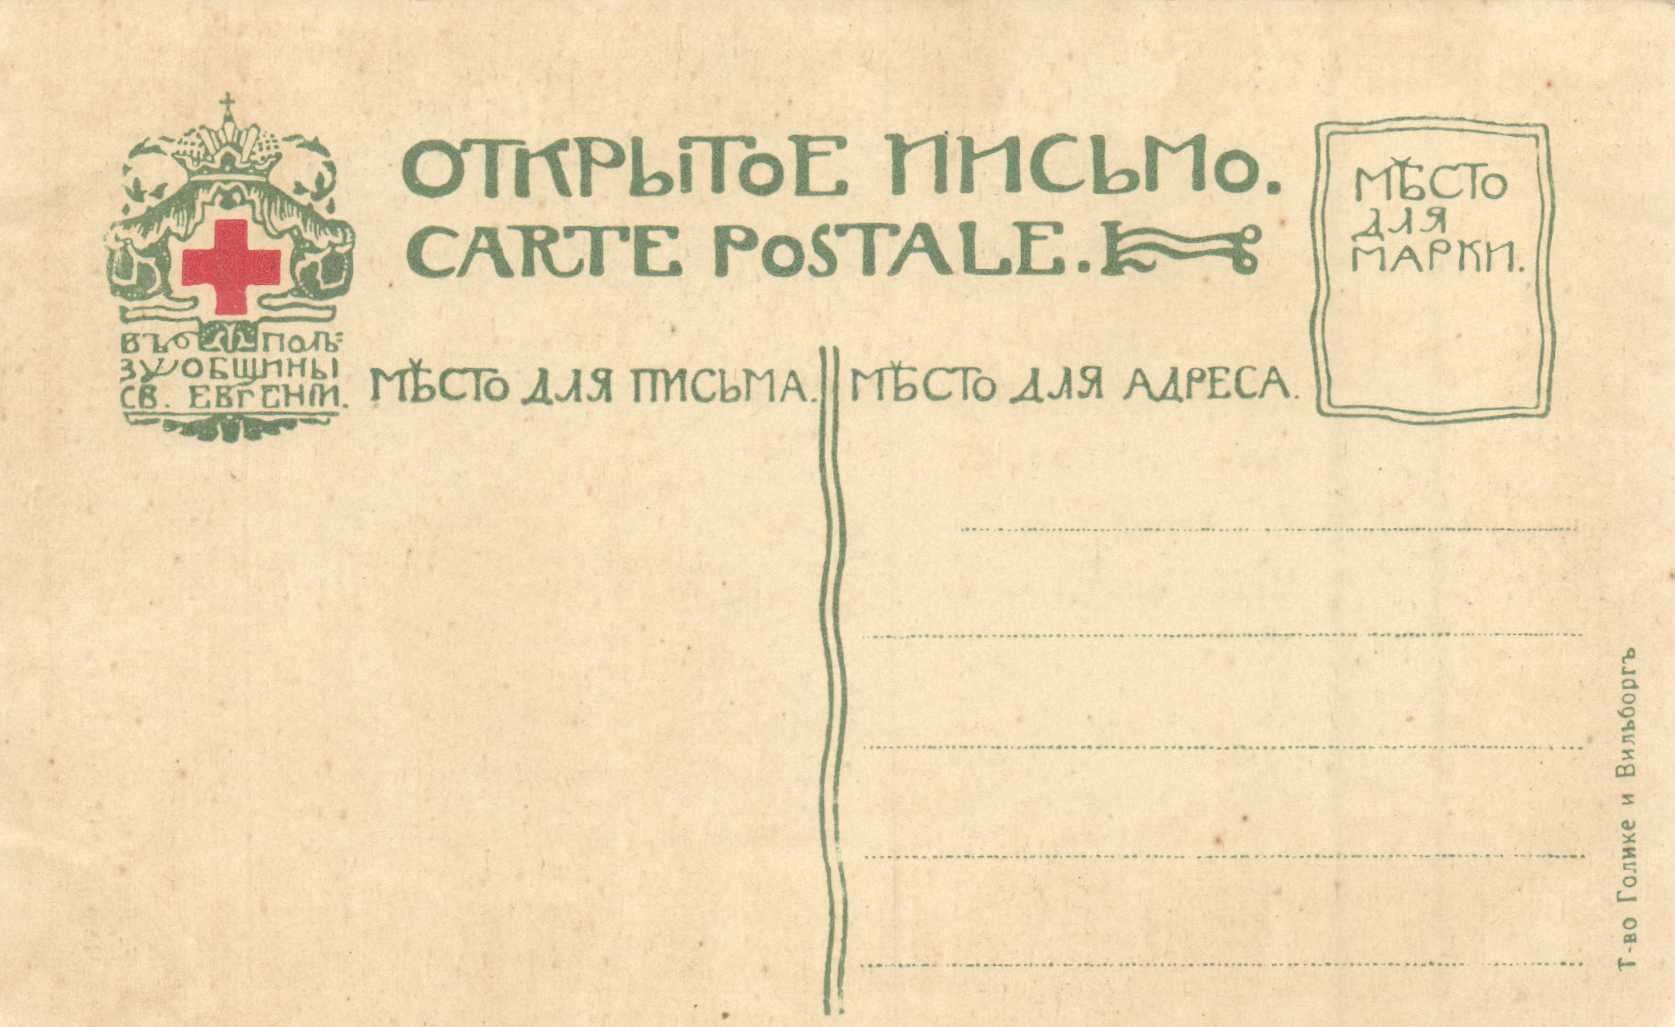 ОТКРЫТОЕ ПИСЬМО.
CARTE POSTALE.
МѢСТО
ДЛЯ
МАРКИ.
ВЪ ПОЛЬ-
ЗУ ОБЩИНЫ
СВ. ЕВГЕНІИ.
МѢСТО ДЛЯ ПИСЬМА.
МѢСТО ДЛЯ АДРЕСА.
Т-во Голике и Вильборгъ